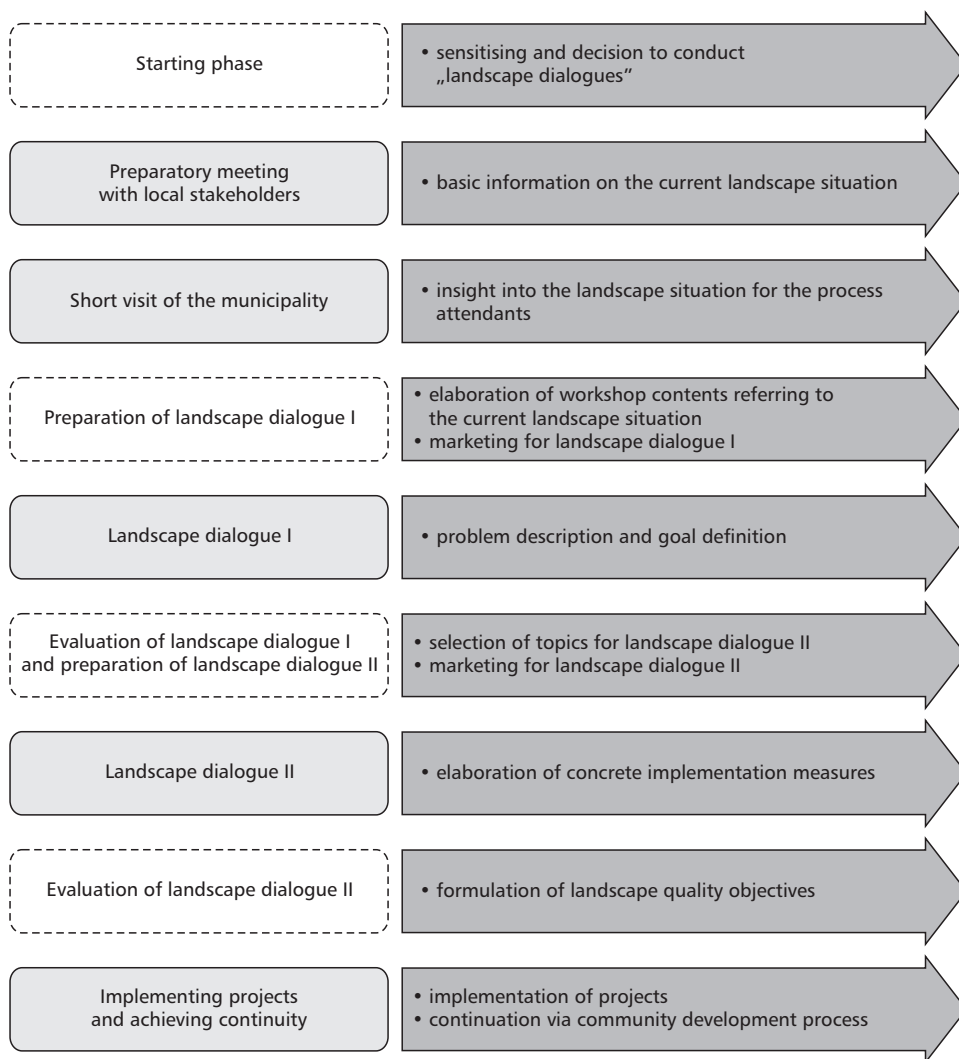 Starting phase
• sensitising and decision to conduct
„landscape dialogues”
Preparatory meeting
with local stakeholders
• basic information on the current landscape situation
Short visit of the municipality
• insight into the landscape situation for the process
attendants
Preparation of landscape dialogue I
• elaboration of workshop contents referring to
the current landscape situation
• marketing for landscape dialogue I
Landscape dialogue I
• problem description and goal definition
Evaluation of landscape dialogue I
and preparation of landscape dialogue II
• selection of topics for landscape dialogue II
• marketing for landscape dialogue II
Landscape dialogue II
• elaboration of concrete implementation measures
Evaluation of landscape dialogue II
• formulation of landscape quality objectives
Implementing projects
and achieving continuity
• implementation of projects
• continuation via community development process